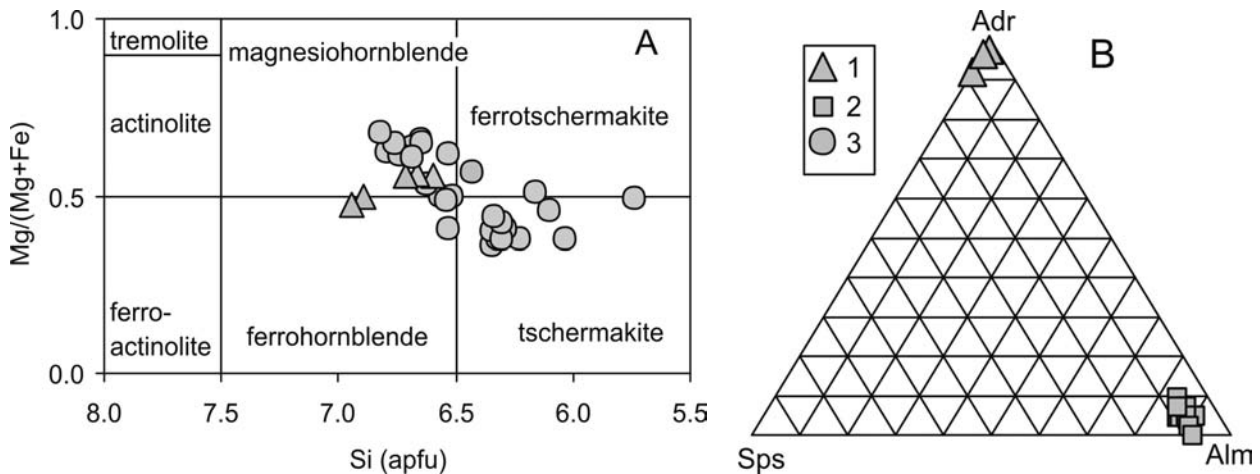 1.0
tremolite
magnesiohornblende
A
actinolite
ferrotschermakite
Mg/(Mg+Fe)
0.5
ferro-
actinolite
ferrohornblende
tschermakite
0.0
8.0 7.5 7.0 6.5 6.0 5.5
Si (apfu)
Adr
B
1
2
3
Sps
Alm